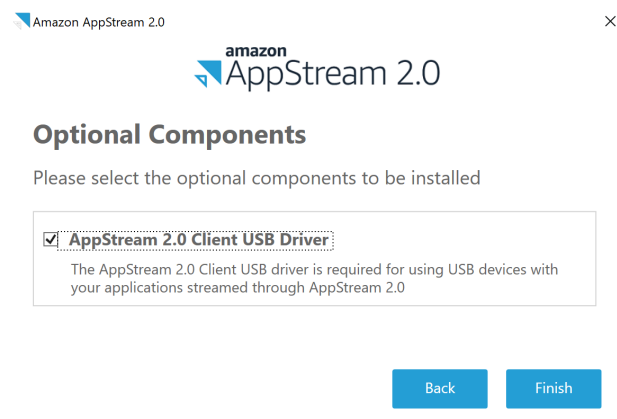 Amazon AppStream 2.0
amazon
AppStream 2.0
Optional Components
Please select the optional components to be installed
AppStream 2.0 Client USB Driver
The AppStream 2.0 Client USB driver is required for using USB devices with
your applications streamed through AppStream 2.0
Back
Finish